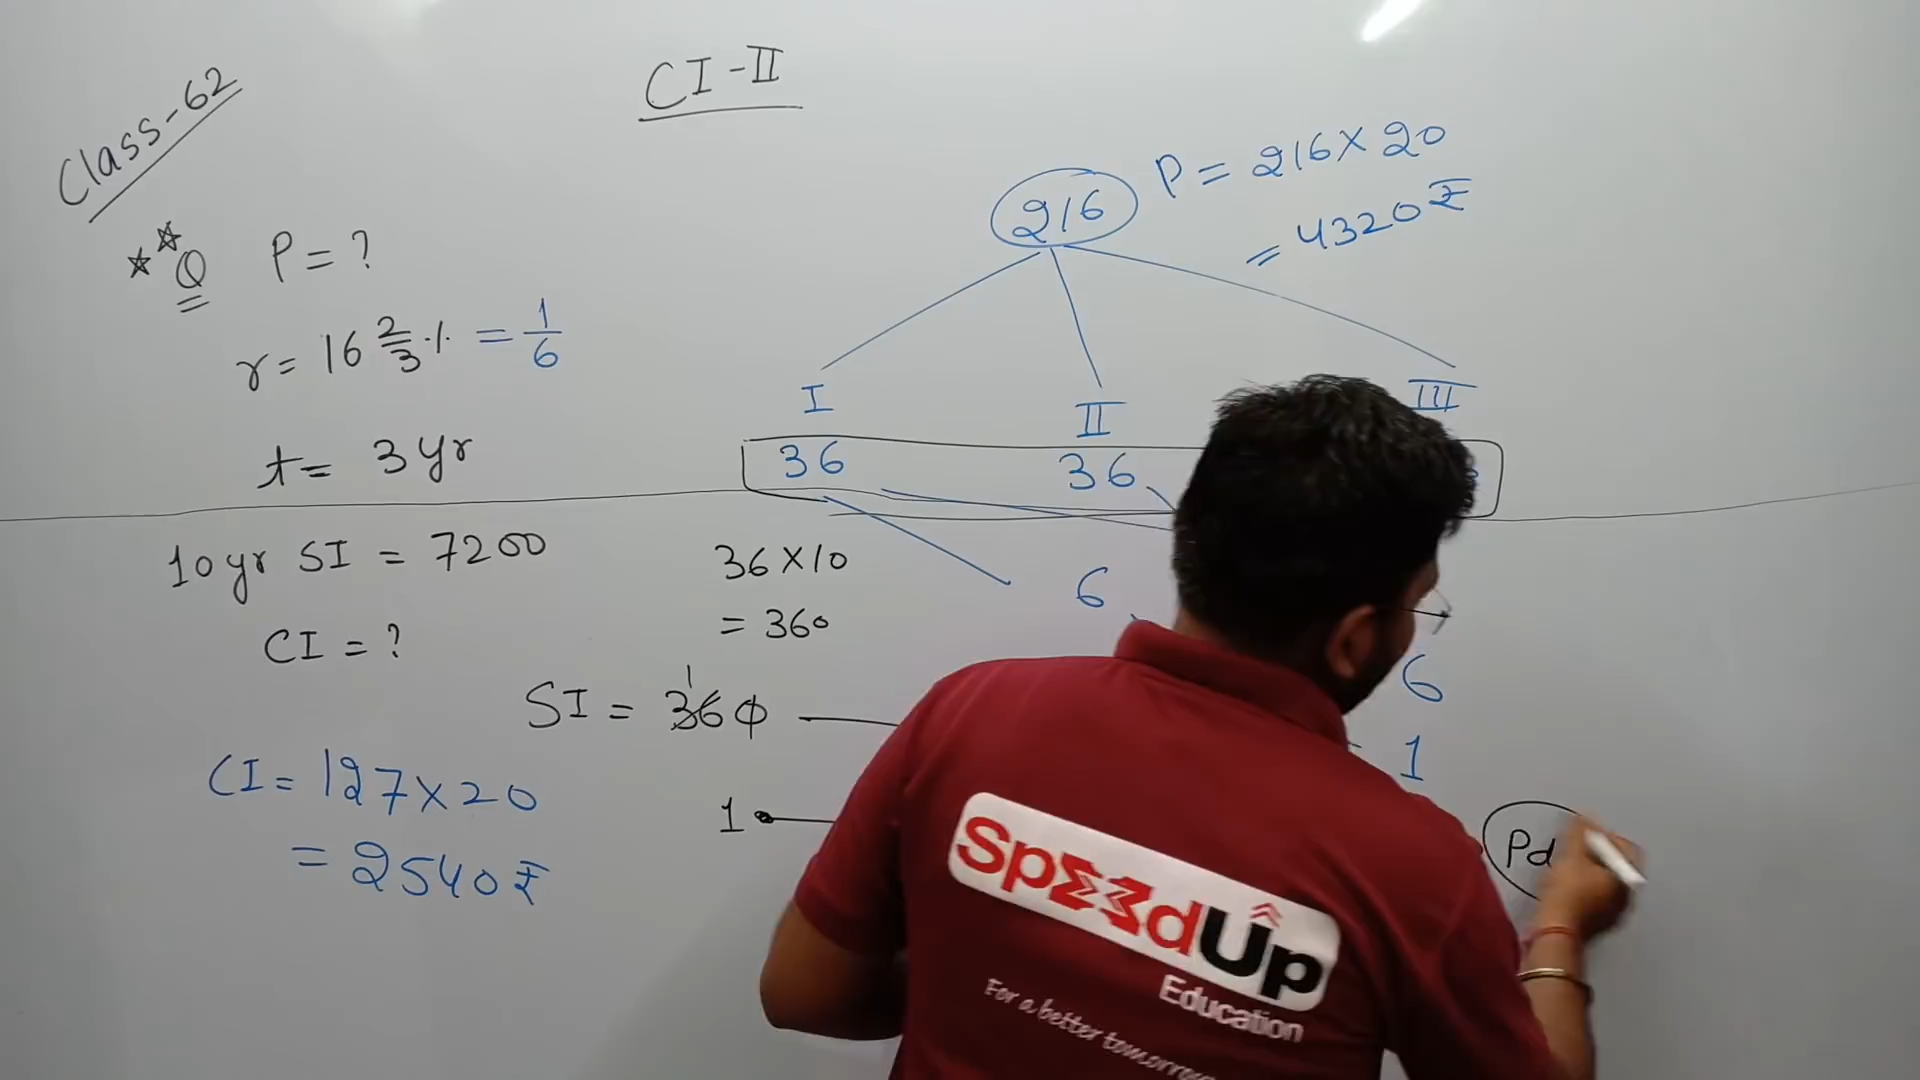 Class-62
CI-II
Q P = ?
r = 16 2/3 % = 1/6
t = 3 yr
216
P = 216 × 20
= 4320 ₹
I II III
36 36
6
6
1
10 yr SI = 7200
CI = ?
36 × 10
= 360
SI = 360
1
1
CI = 127 × 20
= 2540 ₹
Pd
SpeedUp
Education
For a better tomorrow